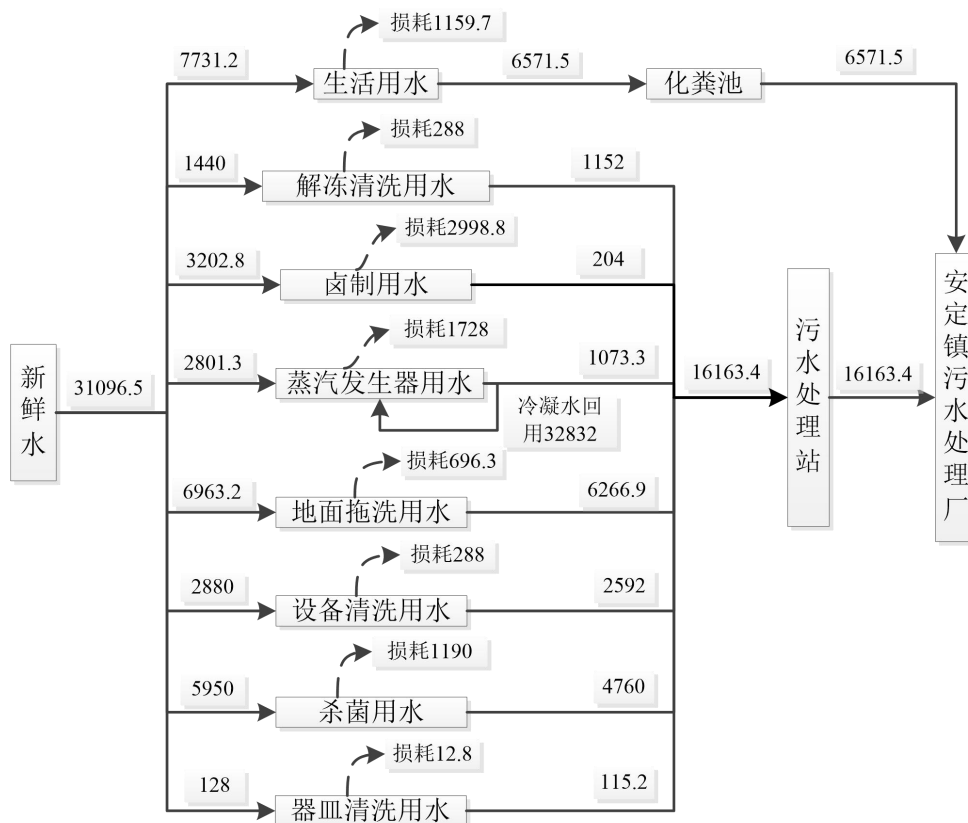 损耗1159.7
7731.2
生活用水
6571.5
化粪池
6571.5
损耗288
1440
解冻清洗用水
1152
损耗2998.8
3202.8
卤制用水
204
损耗1728
2801.3
蒸汽发生器用水
1073.3
冷凝水回
用32832
新鲜水
31096.5
16163.4
污水处理站
16163.4
安定镇污水处理厂
损耗696.3
6963.2
地面拖洗用水
6266.9
损耗288
2880
设备清洗用水
2592
损耗1190
5950
杀菌用水
4760
损耗12.8
128
器皿清洗用水
115.2